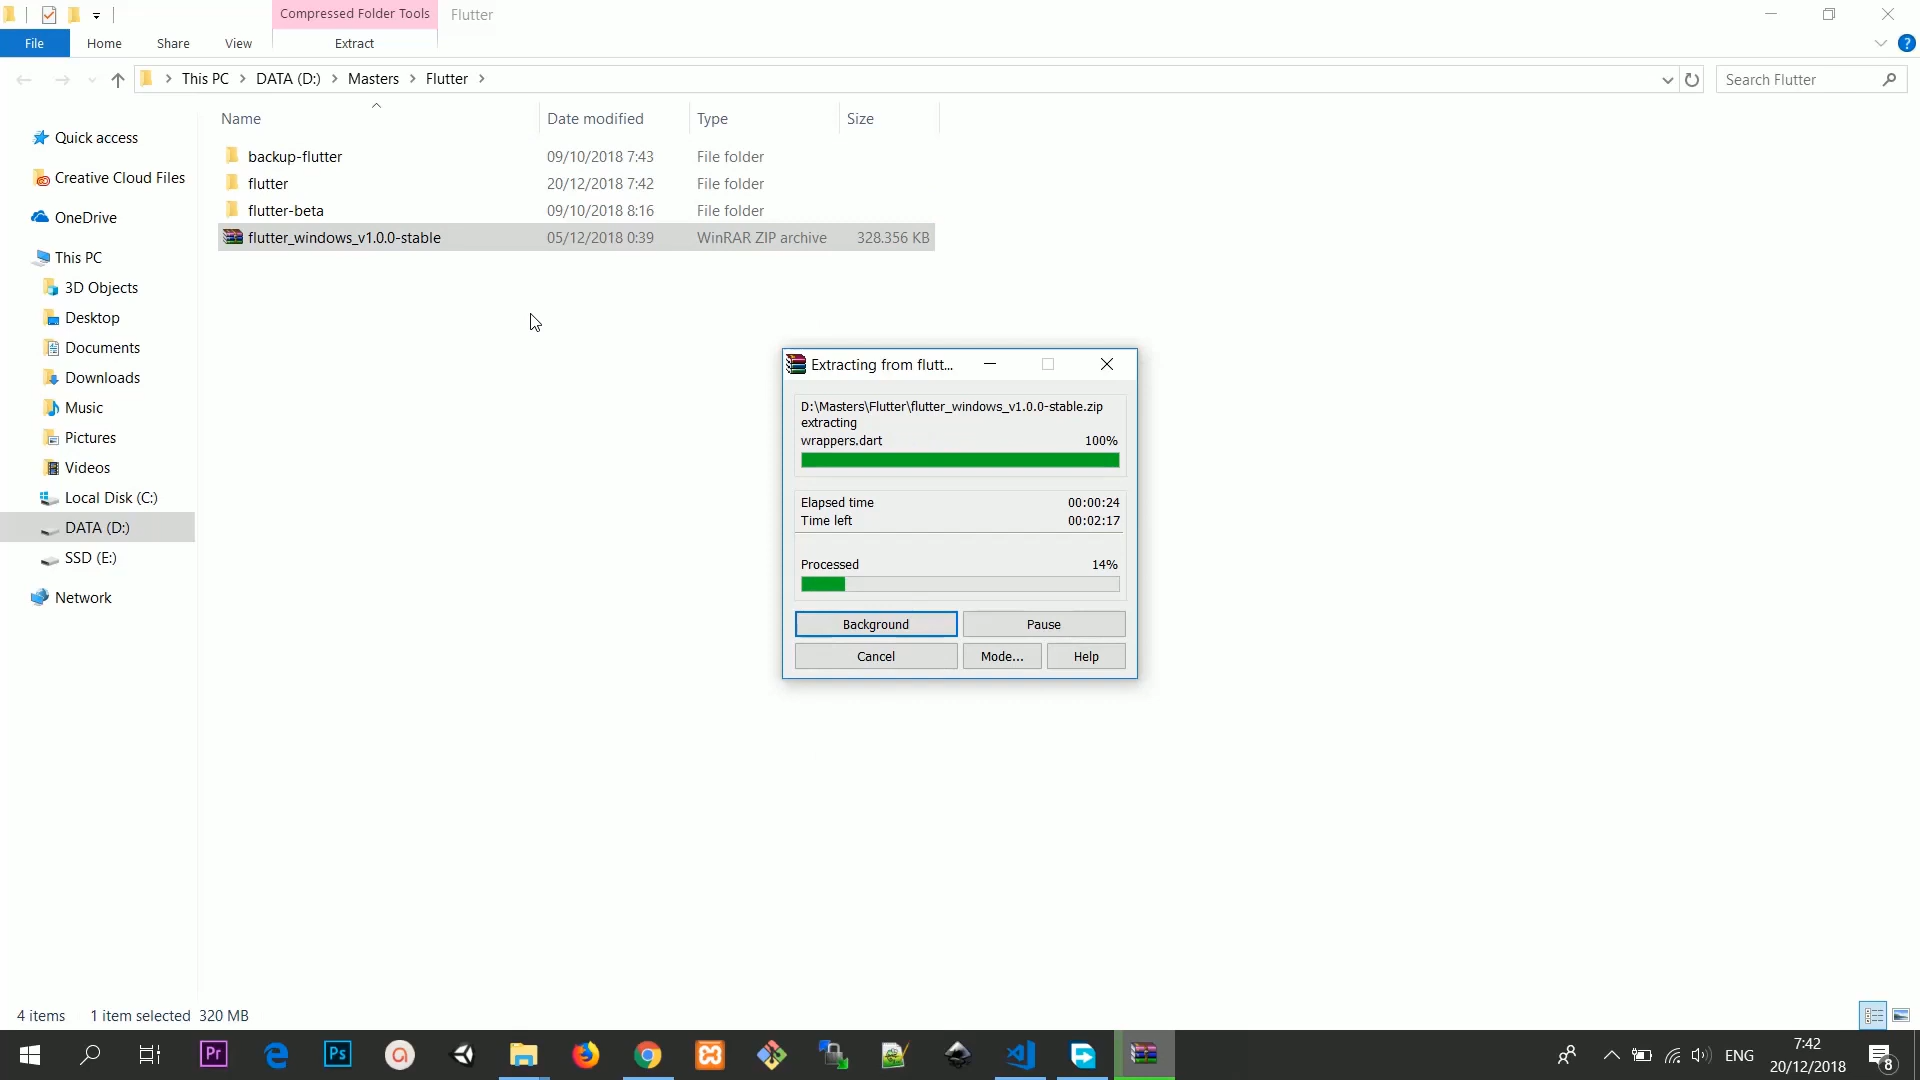 Compressed Folder Tools
Flutter
File
Home
Share
View
Extract
This PC
DATA (D:)
Masters
Flutter
Search Flutter
Name
Date modified
Type
Size
backup-flutter
09/10/2018 7:43
File folder
flutter
20/12/2018 7:42
File folder
flutter-beta
09/10/2018 8:16
File folder
flutter_windows_v1.0.0-stable
05/12/2018 0:39
WinRAR ZIP archive
328.356 KB
Quick access
Creative Cloud Files
OneDrive
This PC
3D Objects
Desktop
Documents
Downloads
Music
Pictures
Videos
Local Disk (C:)
DATA (D:)
SSD (E:)
Network
Extracting from flutt...
D:\Masters\Flutter\flutter_windows_v1.0.0-stable.zip
extracting
wrappers.dart
100%
Elapsed time
00:00:24
Time left
00:02:17
Processed
14%
Background
Pause
Cancel
Mode...
Help
4 items
1 item selected 320 MB
Pr
Ps
ENG
7:42
20/12/2018
8